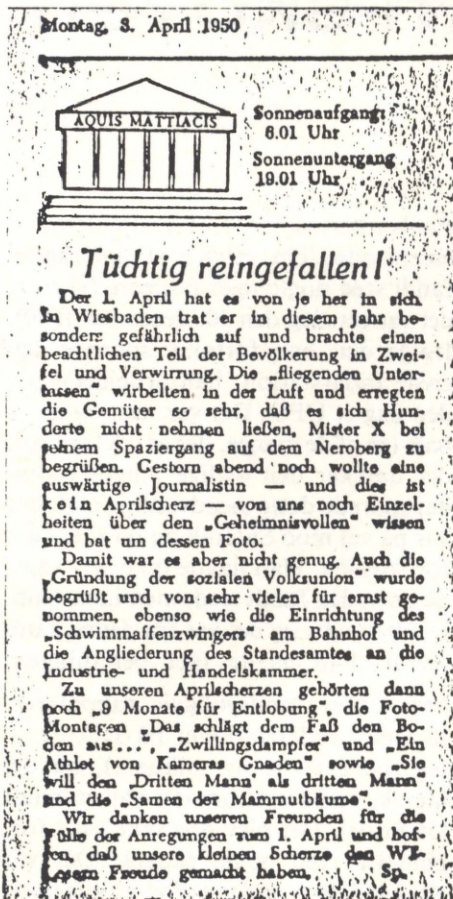 Montag, 3. April 1950
AQUIS MATTIACIS
Sonnenaufgang:
6.01 Uhr
Sonnenuntergang
19.01 Uhr
Tüchtig reingefallen!
Der 1. April hat es von je her in sich.
In Wiesbaden trat er in diesem Jahr be-
sonders gefährlich auf und brachte einen
beachtlichen Teil der Bevölkerung in Zwei-
fel und Verwirrung. Die „fliegenden Unter-
tassen“ wirbelten in der Luft und erregten
die Gemüter so sehr, daß es sich Hun-
derte nicht nehmen ließen, Mister X bei
seinem Spaziergang auf dem Neroberg zu
begrüßen. Gestern abend noch wollte eine
auswärtige Journalistin — und dies ist
kein Aprilscherz — von uns noch Einzel-
heiten über den „Geheimnisvollen“ wissen
und bat um dessen Foto.
Damit war es aber nicht genug. Auch die
„Gründung der sozialen Volksunion“ wurde
begrüßt und von sehr vielen für ernst ge-
nommen, ebenso wie die Einrichtung des
„Schwimmaffenzwingers“ am Bahnhof und
die Angliederung des Standesamtes an die
Industrie- und Handelskammer.
Zu unseren Aprilscherzen gehörten dann
noch „9 Monate für Entlobung“, die Foto-
Montagen „Das schlägt dem Faß den Bo-
den aus...“, „Zwillingsdampfer“ und „Ein
Athlet von Kameras Gnaden“ sowie „Sie
will den ‚Dritten Mann‘ als dritten Mann“
und die „Samen der Mammutbäume“.
Wir danken unseren Freunden für die
Fülle der Anregungen zum 1. April und hof-
fen, daß unsere kleinen Scherze den WT-
Lesern Freude gemacht haben. Sp.